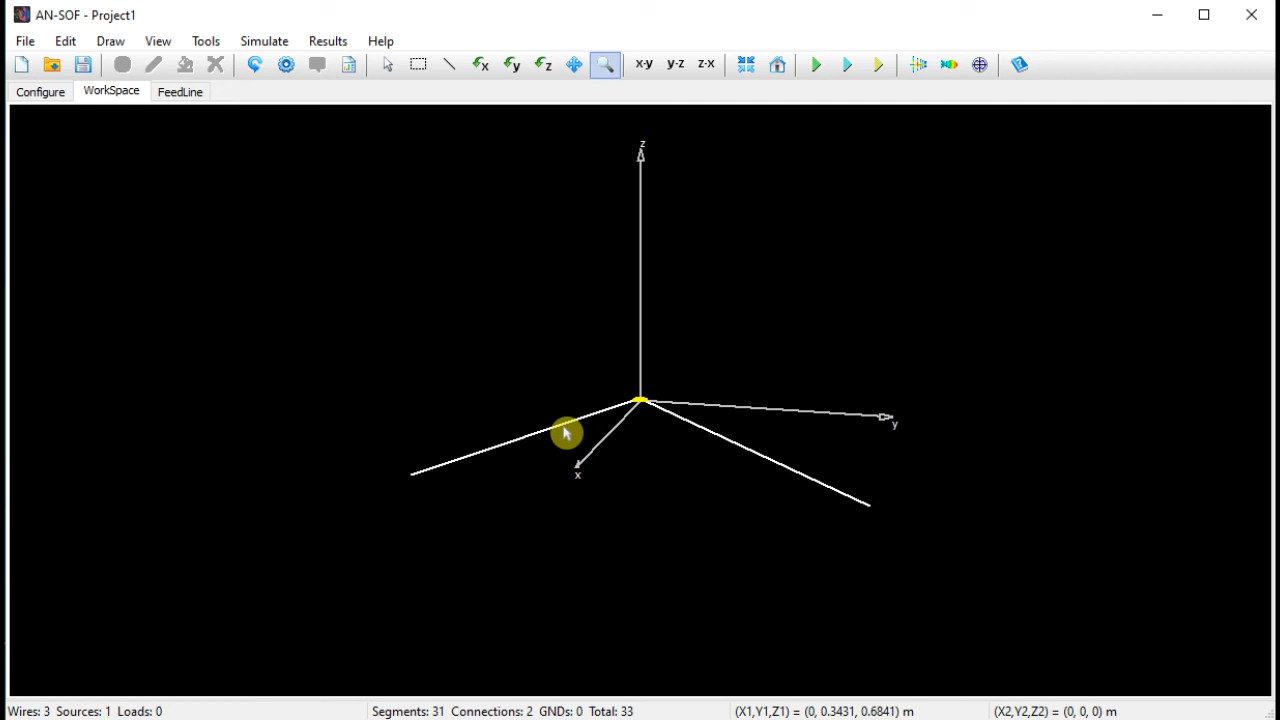 AN-SOF - Project1
File Edit Draw View Tools Simulate Results Help
x y z x-y y-z z-x
Configure WorkSpace FeedLine
z
y
x
Wires: 3 Sources: 1 Loads: 0 Segments: 31 Connections: 2 GNDs: 0 Total: 33 (X1,Y1,Z1) = (0, 0.3431, 0.6841) m (X2,Y2,Z2) = (0, 0, 0) m